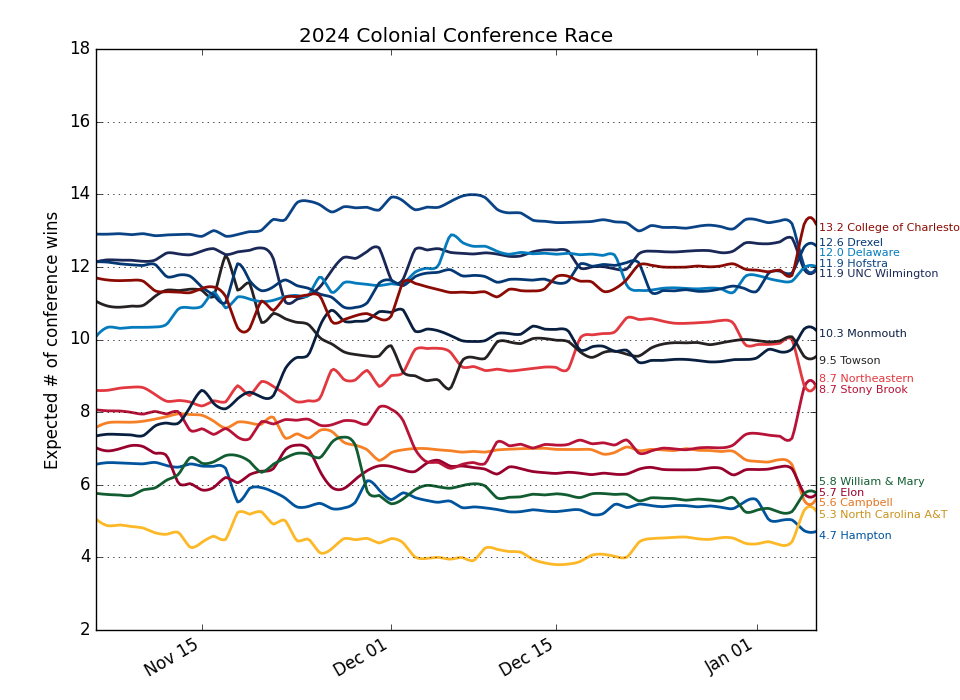 2024 Colonial Conference Race
Expected # of conference wins
18
16
14
12
10
8
6
4
2
Nov 15
Dec 01
Dec 15
Jan 01
13.2 College of Charlesto
12.6 Drexel
12.0 Delaware
11.9 Hofstra
11.9 UNC Wilmington
10.3 Monmouth
9.5 Towson
8.7 Northeastern
8.7 Stony Brook
5.8 William & Mary
5.7 Elon
5.6 Campbell
5.3 North Carolina A&T
4.7 Hampton